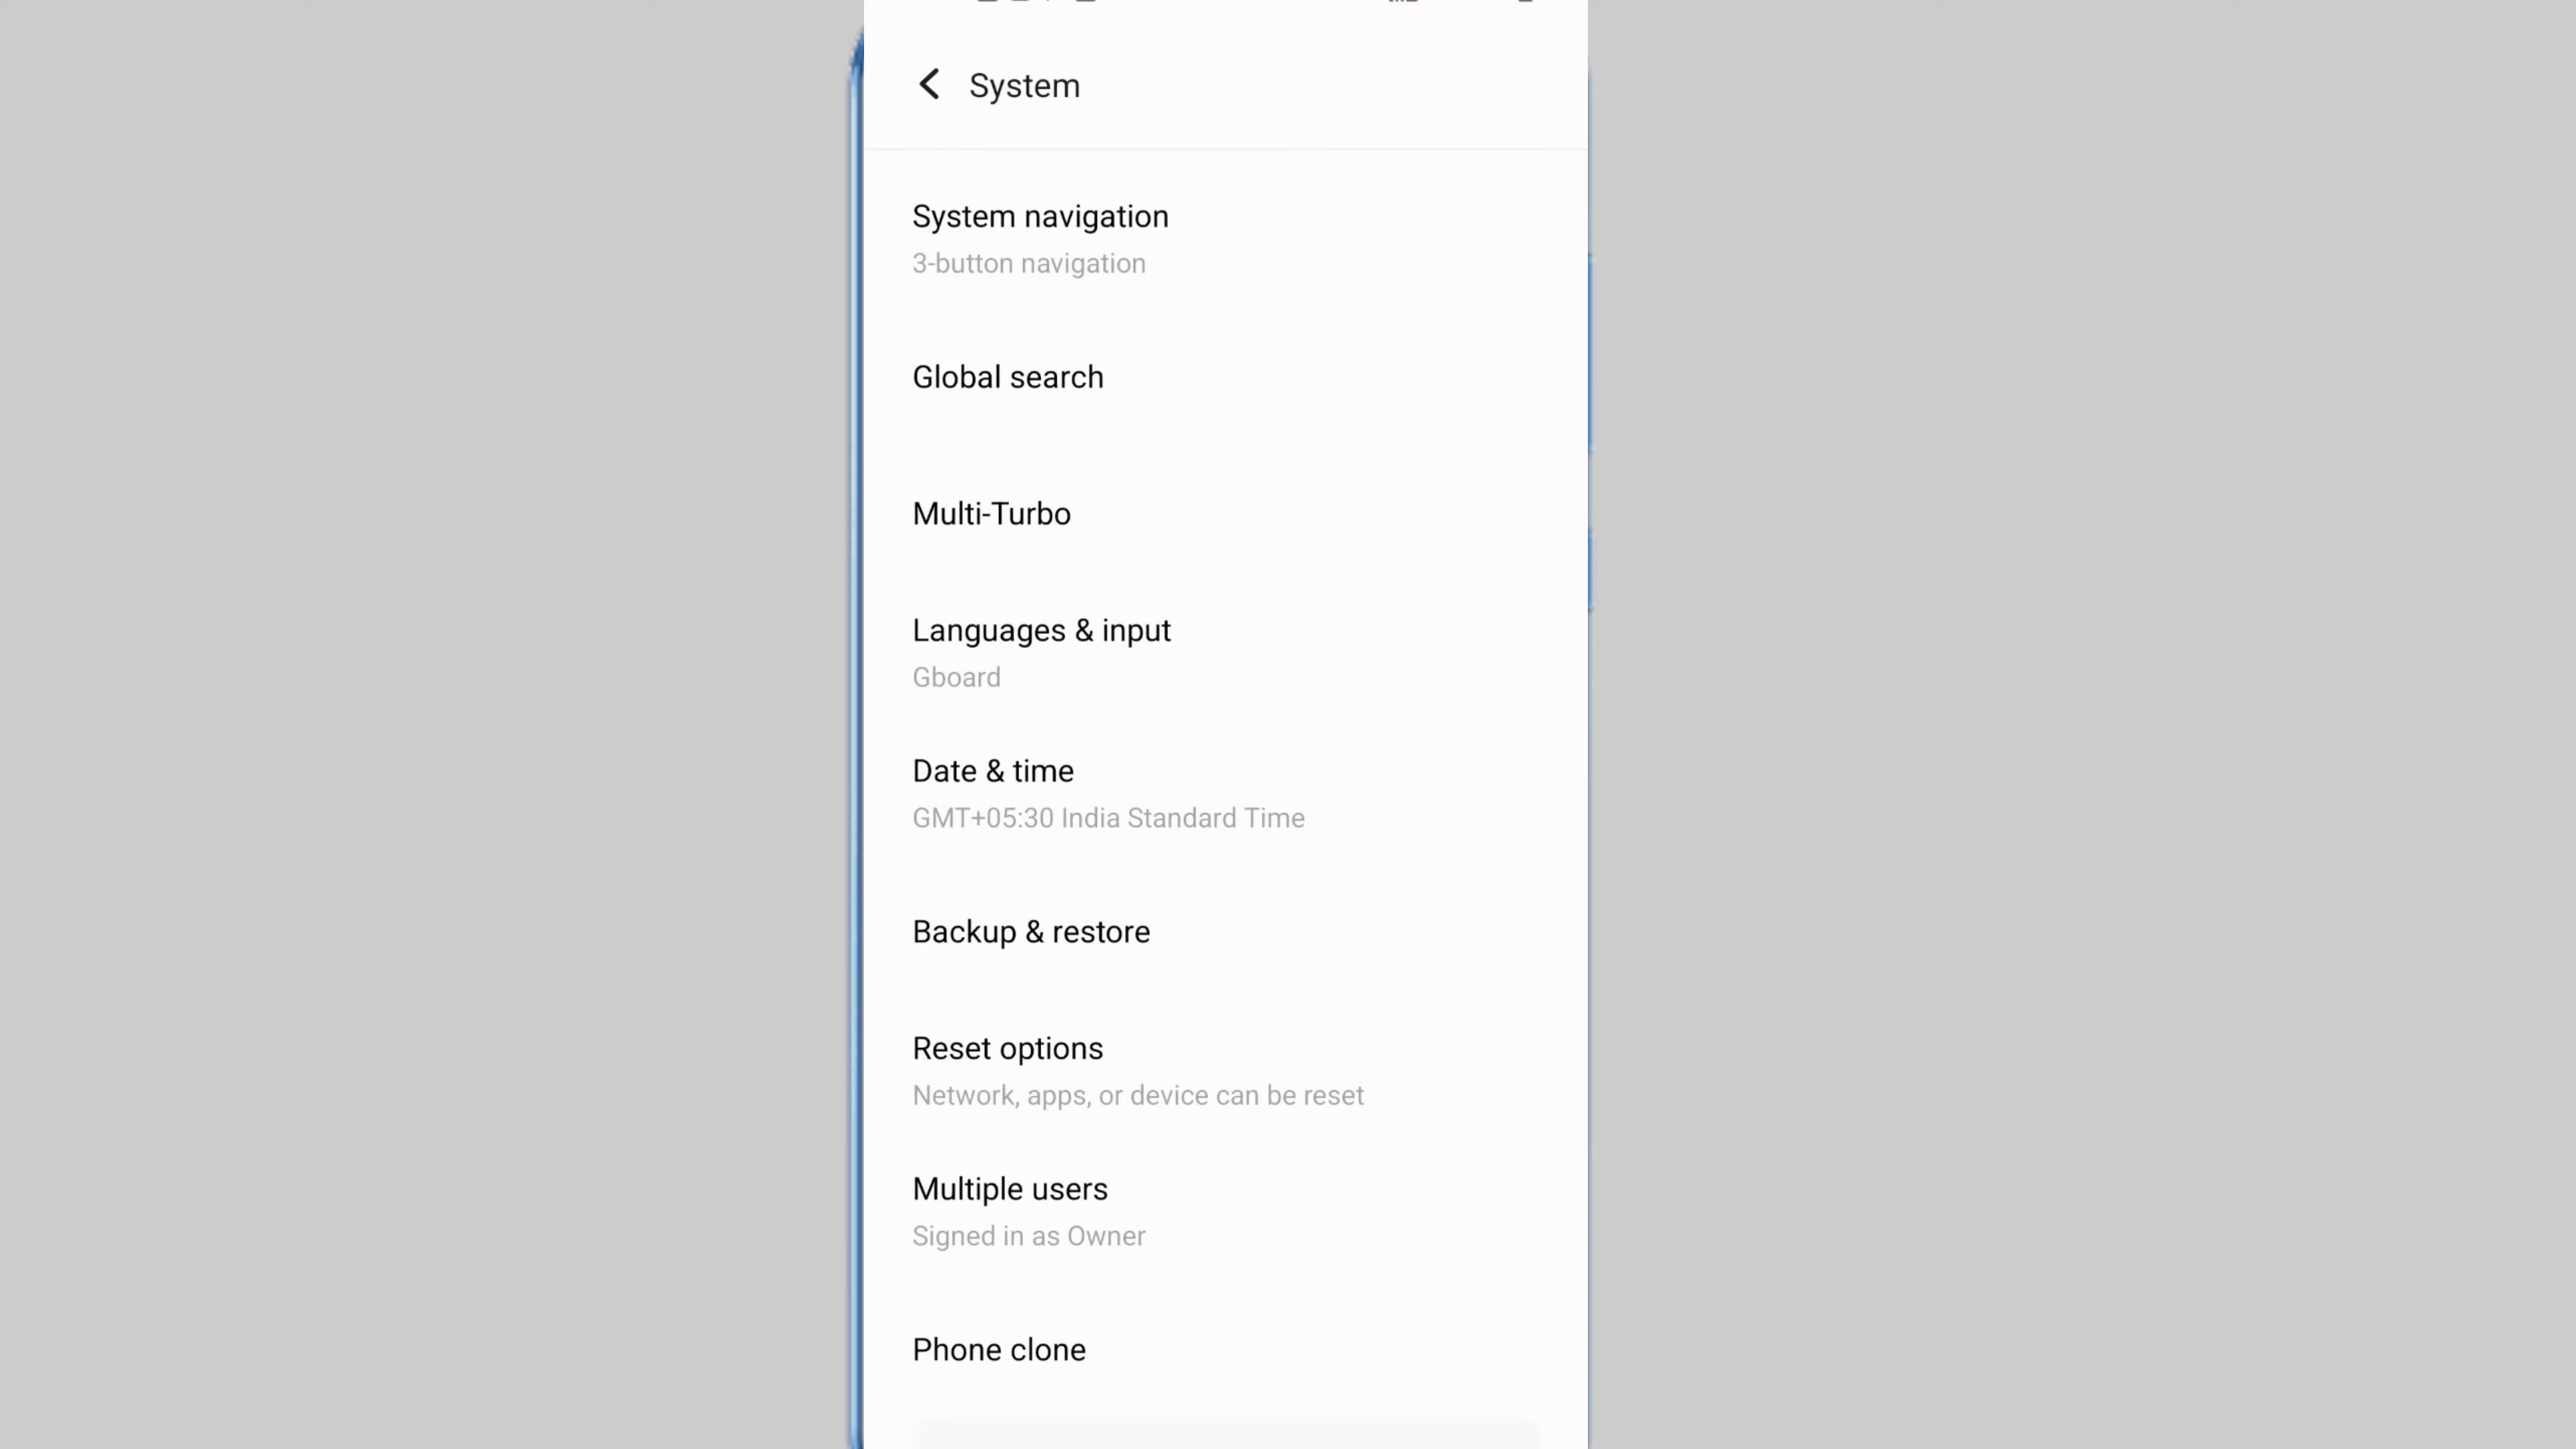 System
System navigation
3-button navigation
Global search
Multi-Turbo
Languages & input
Gboard
Date & time
GMT+05:30 India Standard Time
Backup & restore
Reset options
Network, apps, or device can be reset
Multiple users
Signed in as Owner
Phone clone